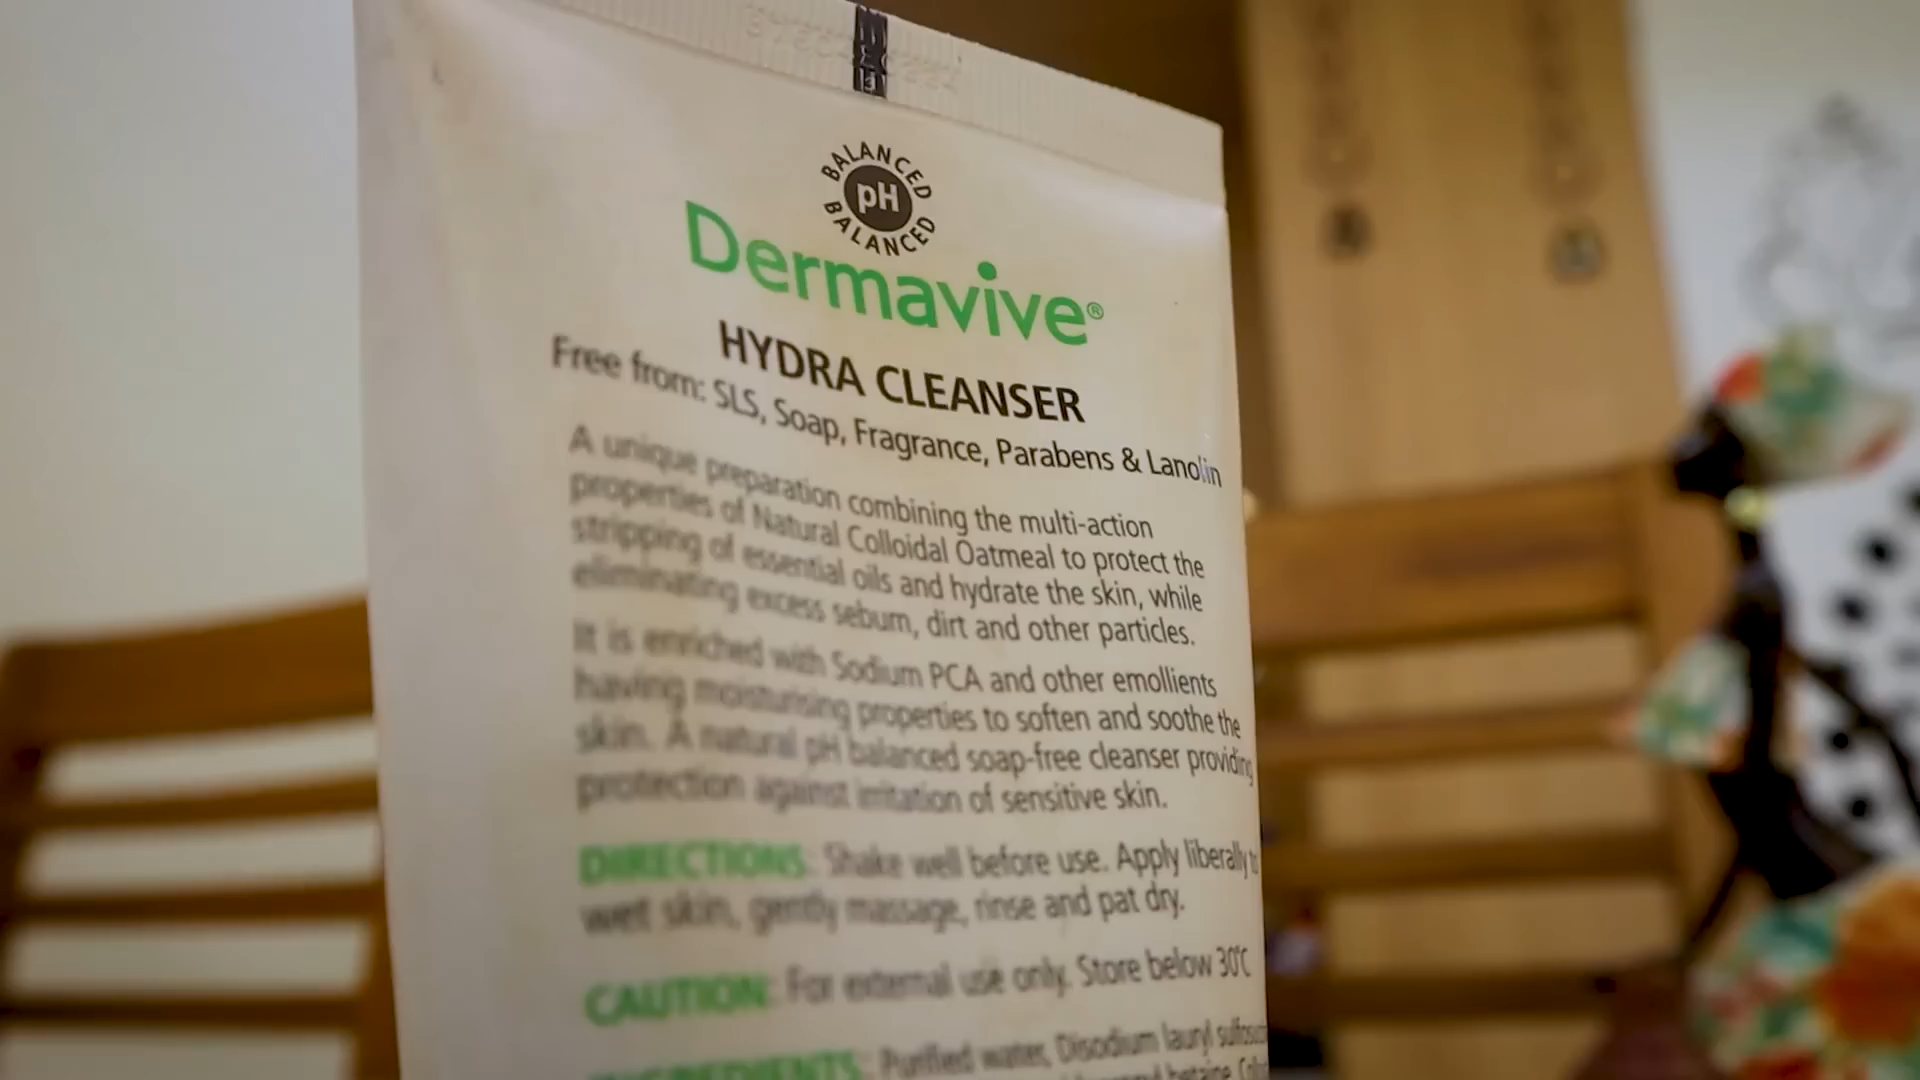 BALANCED
pH
BALANCED
Dermavive®
HYDRA CLEANSER
Free from: SLS, Soap, Fragrance, Parabens & Lanolin
A unique preparation combining the multi-action
properties of Natural Colloidal Oatmeal to protect the
stripping of essential oils and hydrate the skin, while
eliminating excess sebum, dirt and other particles.
It is enriched with Sodium PCA and other emollients
having moisturising properties to soften and soothe the
skin. A natural pH balanced soap-free cleanser providing
protection against irritation of sensitive skin.
DIRECTIONS: Shake well before use. Apply liberally to
wet skin, gently massage, rinse and pat dry.
CAUTION: For external use only. Store below 30°C
INGREDIENTS: Purified water, Disodium lauryl
betaine,